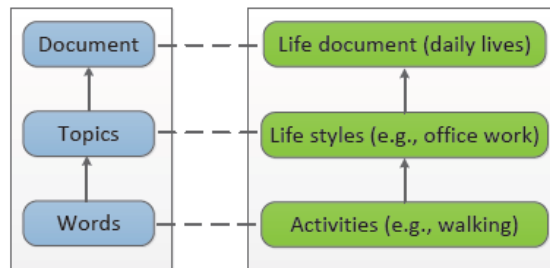 Document
Life document (daily lives)
Topics
Life styles (e.g., office work)
Words
Activities (e.g., walking)